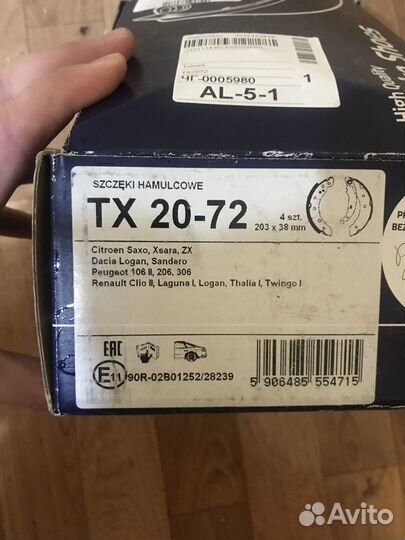 TX2072
ЧГ-0005980
1
AL-5-1
High Quality
Shoes
SZCZĘKI HAMULCOWE
TX 20-72
4 szt.
203 x 38 mm
Citroen Saxo, Xsara, ZX
Dacia Logan, Sandero
Peugeot 106 II, 206, 306
Renault Clio II, Laguna I, Logan, Thalia I, Twingo I
EAC
E11 90R-02B01252/28239
5 906485 554715
Avito